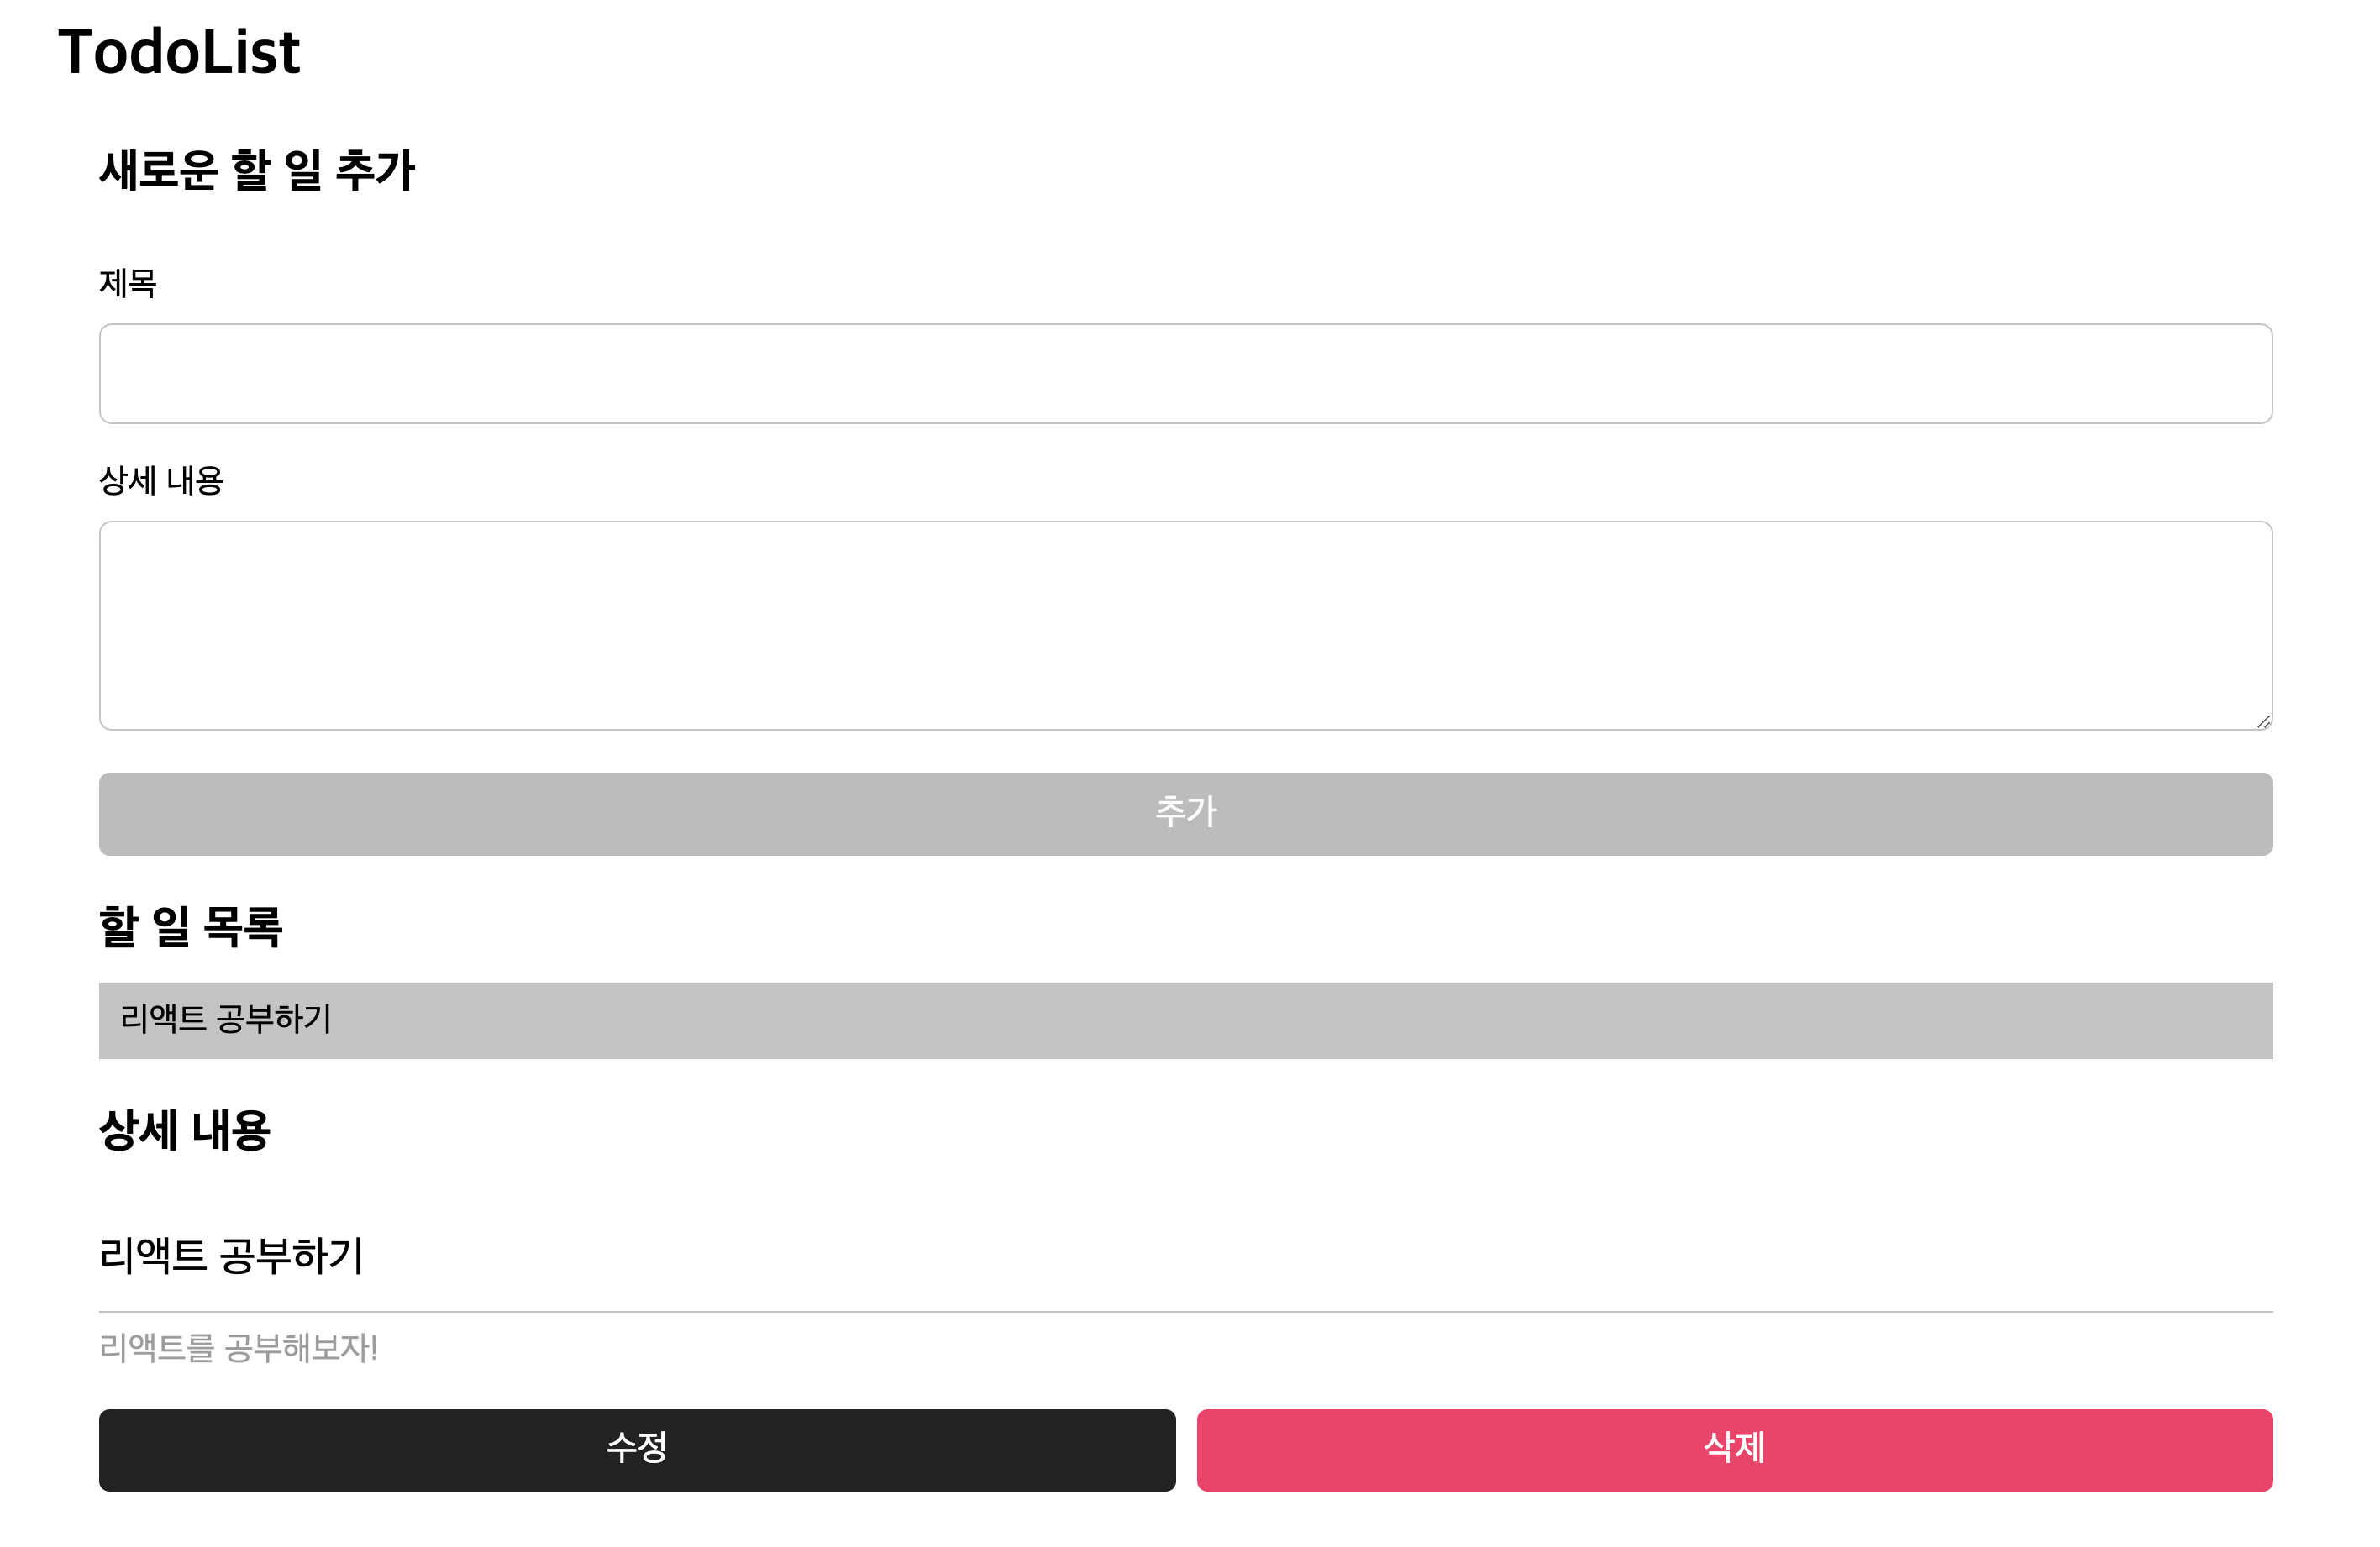 TodoList
새로운 할 일 추가
제목
상세 내용
추가
할 일 목록
리액트 공부하기
상세 내용
리액트 공부하기
리액트를 공부해보자!
수정
삭제